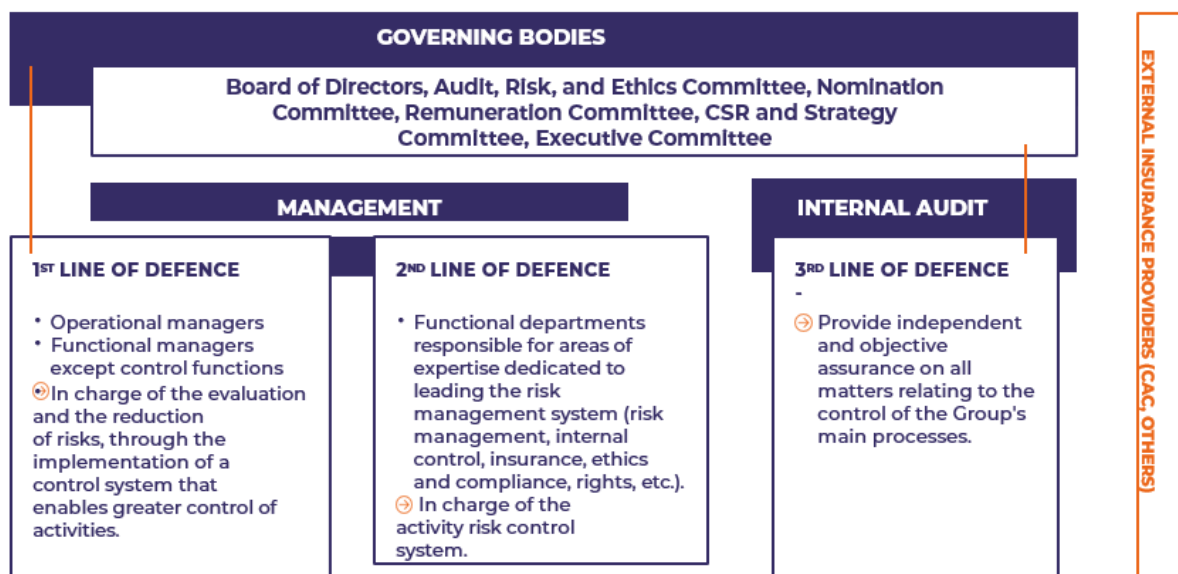 GOVERNING BODIES
Board of Directors, Audit, Risk, and Ethics Committee, Nomination
Committee, Remuneration Committee, CSR and Strategy
Committee, Executive Committee
MANAGEMENT
1ST LINE OF DEFENCE
• Operational managers
• Functional managers
except control functions
In charge of the evaluation
and the reduction
of risks, through the
implementation of a
control system that
enables greater control of
activities.
2ND LINE OF DEFENCE
• Functional departments
responsible for areas of
expertise dedicated to
leading the risk
management system (risk
management, internal
control, insurance, ethics
and compliance, rights, etc.).
In charge of the
activity risk control
system.
INTERNAL AUDIT
3RD LINE OF DEFENCE
-
Provide independent
and objective
assurance on all
matters relating to the
control of the Group's
main processes.
EXTERNAL INSURANCE PROVIDERS (CAC, OTHERS)